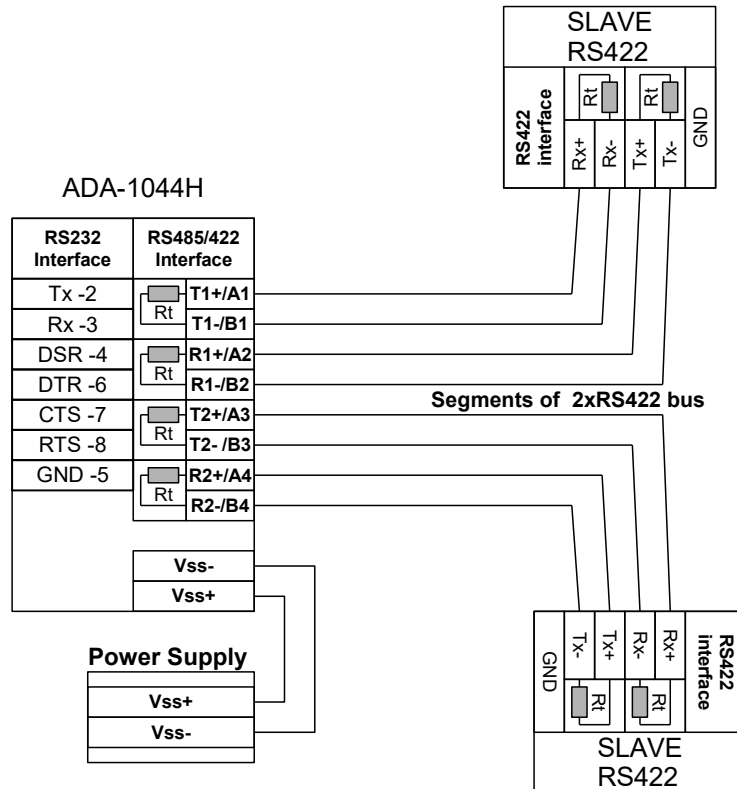 SLAVE
RS422
RS422
interface
Rt
Rt
Rx+
Rx-
Tx+
Tx-
GND
ADA-1044H
RS232
Interface
RS485/422
Interface
Tx -2
Rt
T1+/A1
Rx -3
T1-/B1
DSR -4
Rt
R1+/A2
DTR -6
R1-/B2
CTS -7
Rt
T2+/A3
RTS -8
T2- /B3
GND -5
Rt
R2+/A4
R2-/B4
Segments of 2xRS422 bus
Vss-
Vss+
Power Supply
Vss+
Vss-
GND
Tx-
Tx+
Rx-
Rx+
RS422
interface
Rt
Rt
SLAVE
RS422